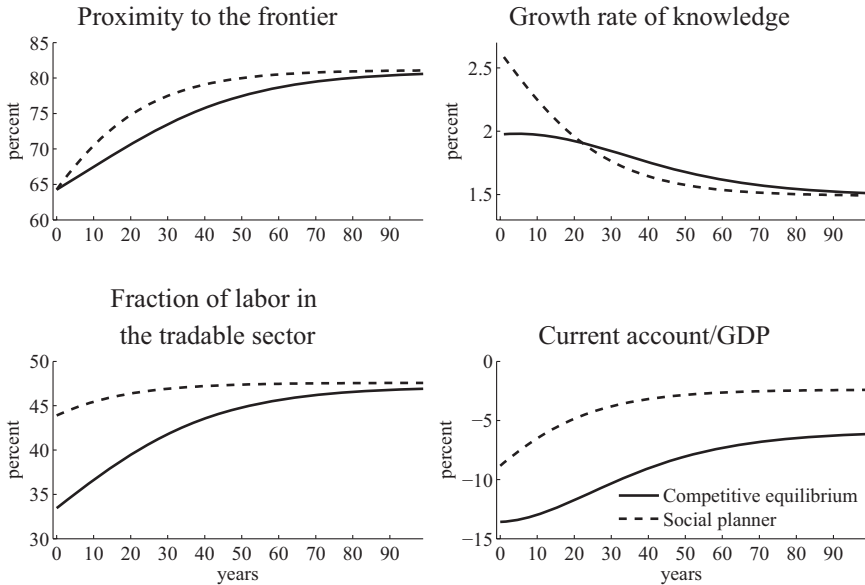 Proximity to the frontier
85
80
75
70
65
60
percent
0 10 20 30 40 50 60 70 80 90
Growth rate of knowledge
2.5
2
1.5
percent
0 10 20 30 40 50 60 70 80 90
Fraction of labor in
the tradable sector
50
45
40
35
30
percent
0 10 20 30 40 50 60 70 80 90
years
Current account/GDP
0
−5
−10
−15
percent
Competitive equilibrium
Social planner
0 10 20 30 40 50 60 70 80 90
years